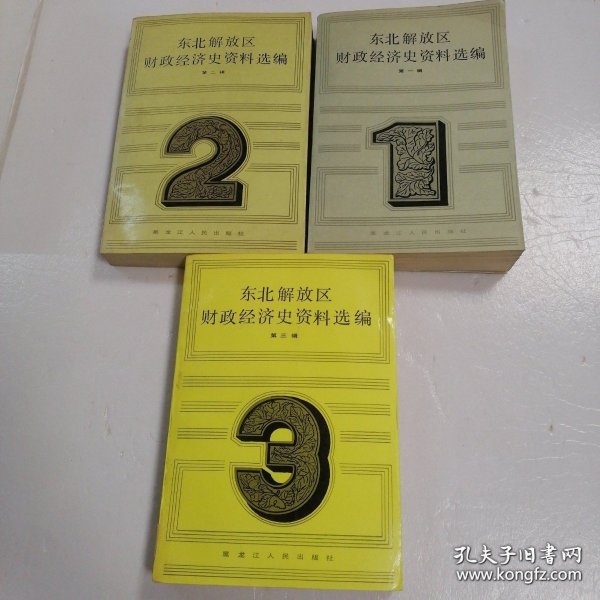 东北解放区
财政经济史资料选编
第二辑
2
黑龙江人民出版社
东北解放区
财政经济史资料选编
第一辑
1
黑龙江人民出版社
东北解放区
财政经济史资料选编
第三辑
3
黑龙江人民出版社
孔夫子旧书网
www.kongfz.com